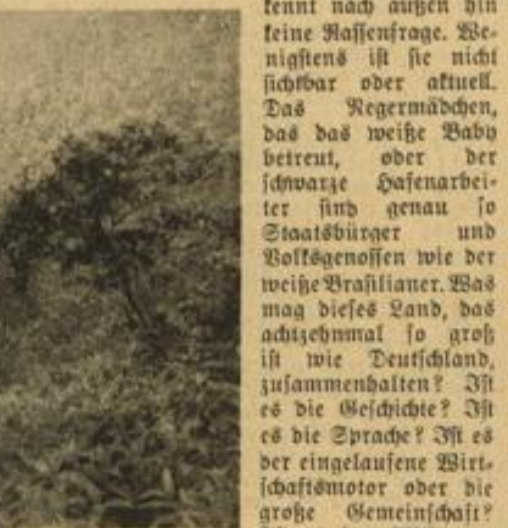 kennt nach außen hin
keine Rassenfrage. We-
nigstens ist sie nicht
sichtbar oder aktuell.
Das Negermädchen,
das das weiße Baby
betreut, oder der
schwarze Hafenarbei-
ter sind genau so
Staatsbürger und
Volksgenossen wie der
weiße Brasilianer. Was
mag dieses Land, das
achtzehnmal so groß
ist wie Deutschland,
zusammenhalten? Ist
es die Geschichte? Ist
es die Sprache? Ist es
der eingelaufene Wirt-
schaftsmotor oder die
große Gemeinschaft?